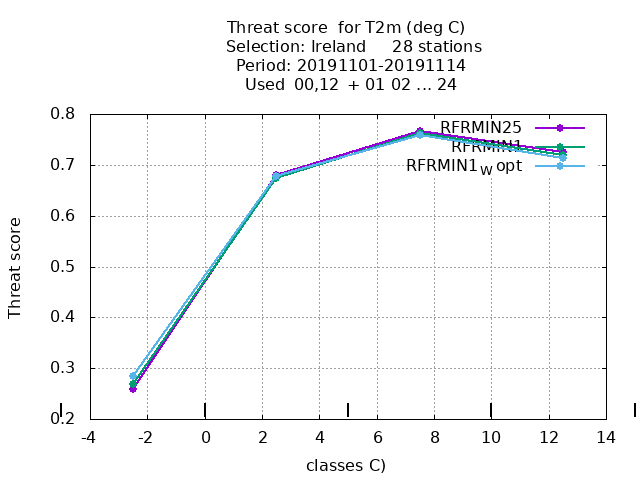 Threat score for T2m (deg C)
Selection: Ireland 28 stations
Period: 20191101-20191114
Used 00,12 + 01 02 ... 24
0.8
0.7
0.6
0.5
0.4
0.3
0.2
Threat score
RFRMIN25
RFRMIN1
RFRMIN1w opt
-4 -2 0 2 4 6 8 10 12 14
classes C)